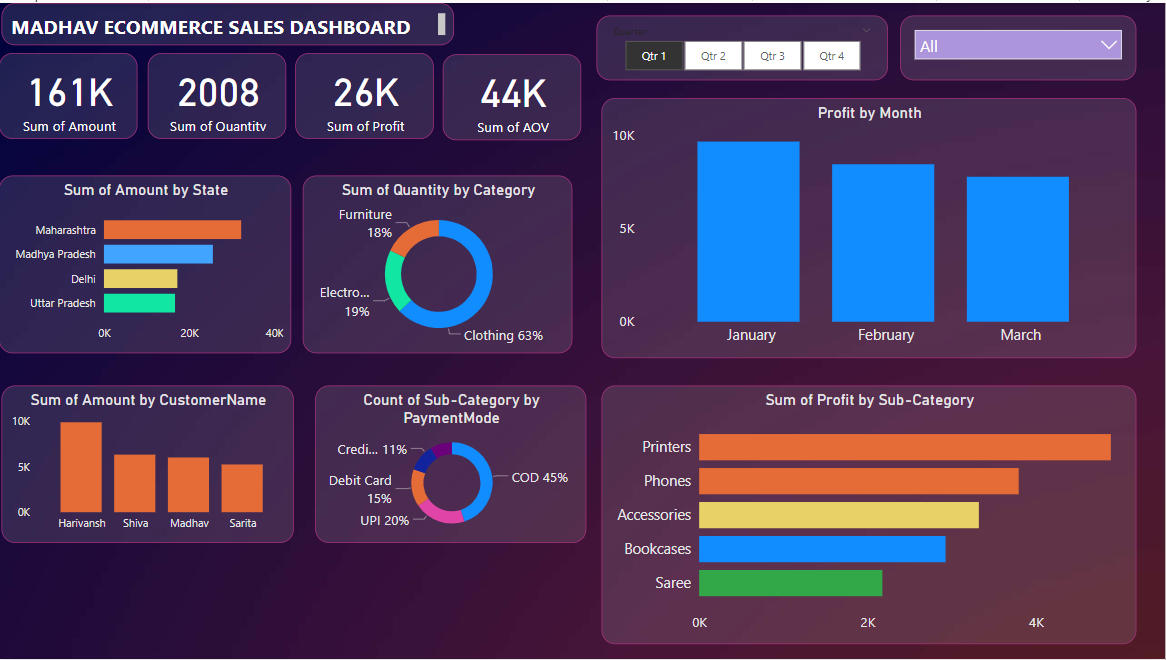 MADHAV ECOMMERCE SALES DASHBOARD
Quarter
Qtr 1
Qtr 2
Qtr 3
Qtr 4
All
161K
Sum of Amount
2008
Sum of Quantity
26K
Sum of Profit
44K
Sum of AOV
Profit by Month
10K
5K
0K
January
February
March
Sum of Amount by State
Maharashtra
Madhya Pradesh
Delhi
Uttar Pradesh
0K
20K
40K
Sum of Quantity by Category
Furniture
18%
Electro...
19%
Clothing 63%
Sum of Amount by CustomerName
10K
5K
0K
Harivansh
Shiva
Madhav
Sarita
Count of Sub-Category by
PaymentMode
Credi... 11%
Debit Card
15%
UPI 20%
COD 45%
Sum of Profit by Sub-Category
Printers
Phones
Accessories
Bookcases
Saree
0K
2K
4K